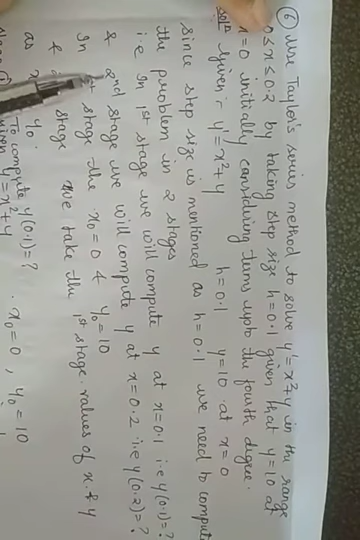 ⑥ Use Taylor's series method to solve y' = x²+y in the range
0 ≤ x ≤ 0.2 by taking step size h = 0.1 given that y = 10 at
x = 0 initially considering terms upto the fourth degree.
Solⁿ Given:- y' = x²+y h = 0.1 y = 10 at x = 0
Since step size is mentioned as h = 0.1 we need to compute
the problem in 2 stages
i.e In 1st stage we will compute y at x = 0.1 i.e y(0.1) = ?
& 2nd stage we will compute y at x = 0.2 i.e y(0.2) = ?
In 1st stage the x₀ = 0 & y₀ = 10
& stage we take the 1st stage values of x & y
as y₀.
To compute y(0.1) = ?
Given y' = x²+y x₀ = 0, y₀ = 10